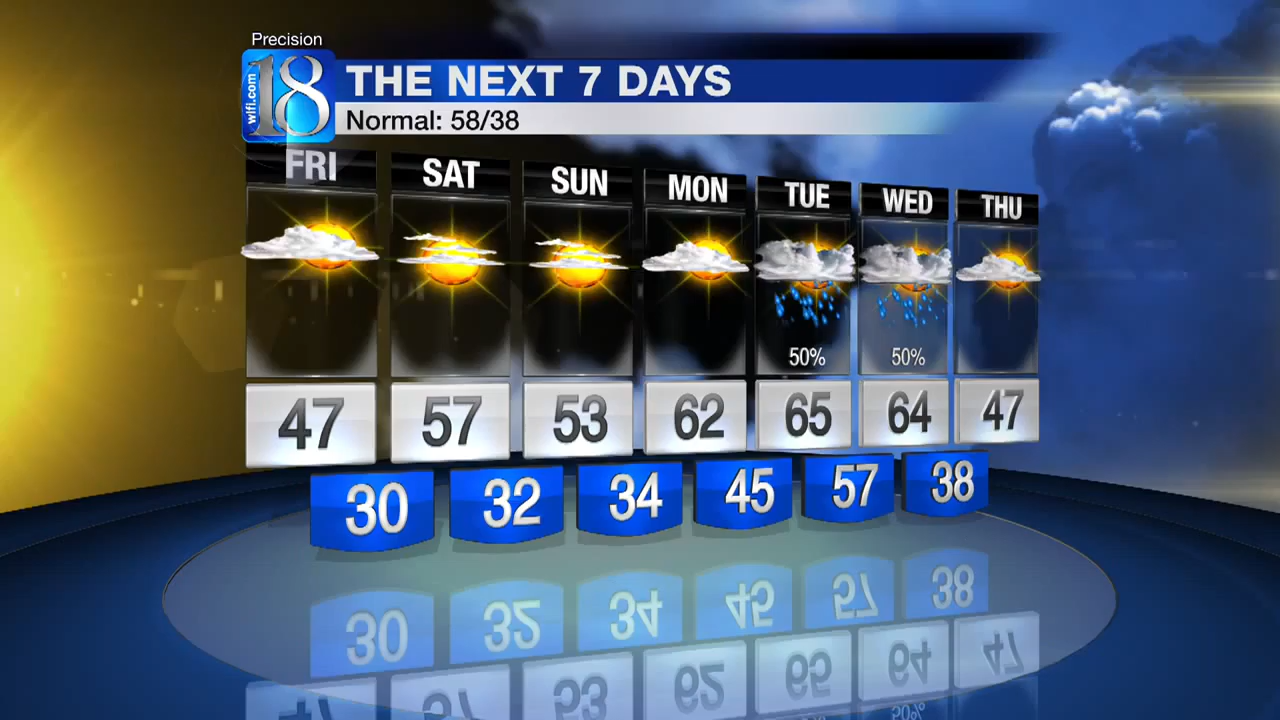 Precision
wlfi.com
18
THE NEXT 7 DAYS
Normal: 58/38
FRI SAT SUN MON TUE WED THU
50% 50%
47 57 53 62 65 64 47
30 32 34 45 57 38